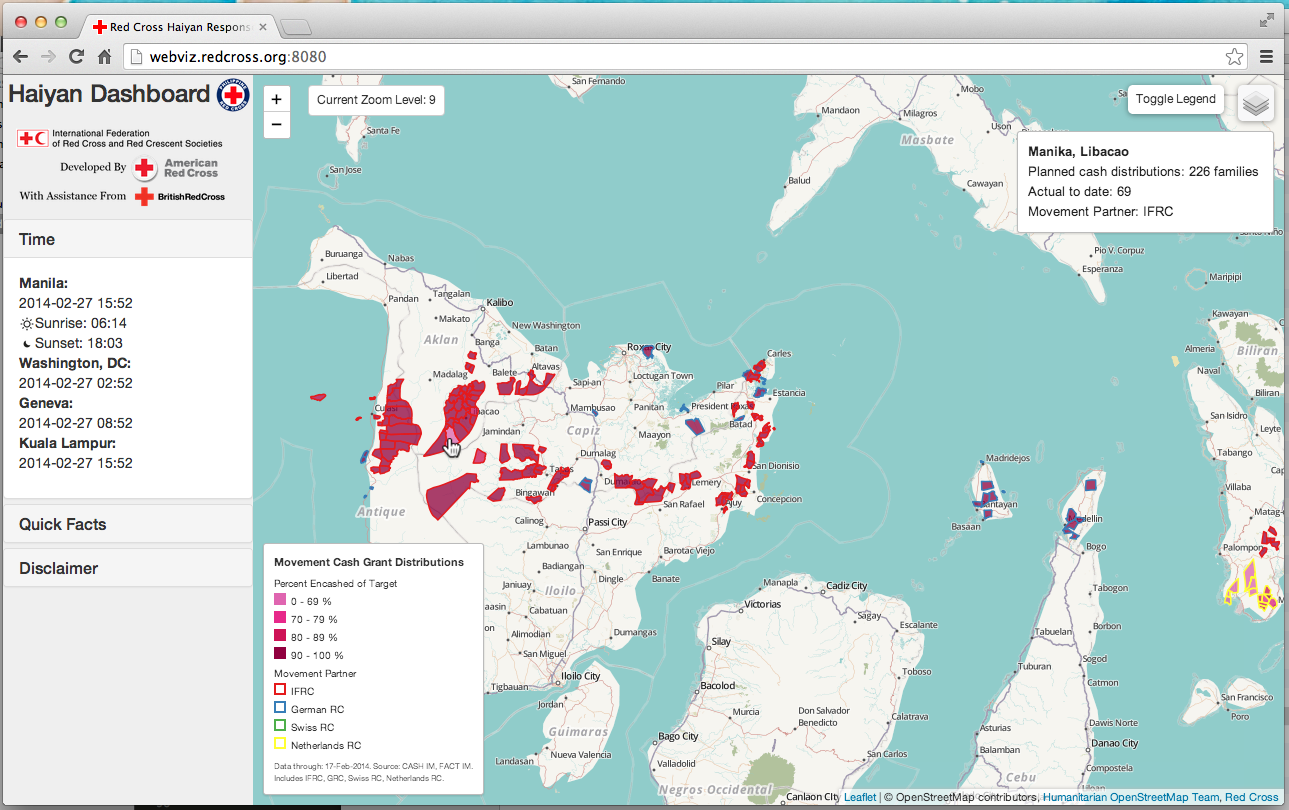 Red Cross Haiyan Respons
webviz.redcross.org:8080
Haiyan Dashboard
International Federation
of Red Cross and Red Crescent Societies
Developed By
American
Red Cross
With Assistance From
BritishRedCross
Time
Manila:
2014-02-27 15:52
Sunrise: 06:14
Sunset: 18:03
Washington, DC:
2014-02-27 02:52
Geneva:
2014-02-27 08:52
Kuala Lampur:
2014-02-27 15:52
Quick Facts
Disclaimer
+
−
Current Zoom Level: 9
Toggle Legend
Manika, Libacao
Planned cash distributions: 226 families
Actual to date: 69
Movement Partner: IFRC
San Fernando
Santa Fe
San Jose
Mobo
Mandaon
Milagros
Uson
Masbate
Balud
Cawayan
Pio V. Corpuz
Esperanza
Maripipi
Kawayan
Almeria
Biliran
Naval
Biliran
San Isidro
Leyte
Tabango
Villaba
Matag-
Palompon
Buruanga
Nabas
Libertad
Pandan
Tangalan
Kalibo
Makato
New Washington
Aklan
Banga
Batan
Altavas
Balete
Madalag
Roxas City
Sapi-an
Loctugan Town
Pilar
Carles
Estancia
Culasi
Mambusao
Panitan
President Roxas
Batad
Jamindan
Capiz
Maayon
Dumalag
San Dionisio
Lemery
Bingawan
San Rafael
Concepcion
Antique
Calinog
Passi City
Lambunao
San Enrique
Barotac Viejo
Badiangan
Banate
Janiuay
Dingle
Iloilo
Cabatuan
Alimodian
Dumangas
San Miguel
Tigbauan
Iloilo City
Jordan
Guimaras
Nueva Valencia
Landasan
Madridejos
Basaan
Bogo
Tabogon
Borbon
Tabuelan
Sogod
Tuburan
Catmon
San Francisco
Poro
Asturias
Dawis Norte
Balamban
Danao City
Cebu
Compostela
Manapla
Cadiz City
Victorias
Sagay
Escalante
Silay
Toboso
Bacolod
Murcia
Don Salvador
Benedicto
Calatrava
Bago City
San Carlos
Valladolid
Negros Occidental
Canlaon City
Movement Cash Grant Distributions
Percent Encashed of Target
0 - 69 %
70 - 79 %
80 - 89 %
90 - 100 %
Movement Partner
IFRC
German RC
Swiss RC
Netherlands RC
Data through: 17-Feb-2014. Source: CASH IM, FACT IM.
Includes IFRC, GRC, Swiss RC, Netherlands RC.
Leaflet | © OpenStreetMap contributors, Humanitarian OpenStreetMap Team, Red Cross